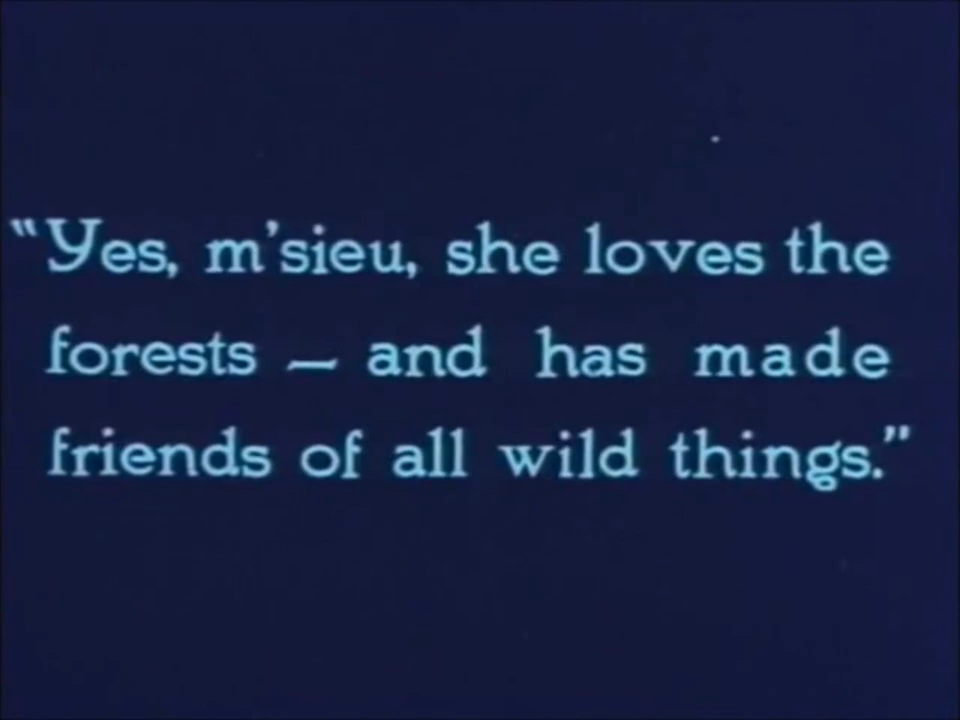 “Yes, m’sieu, she loves the
forests — and has made
friends of all wild things.”